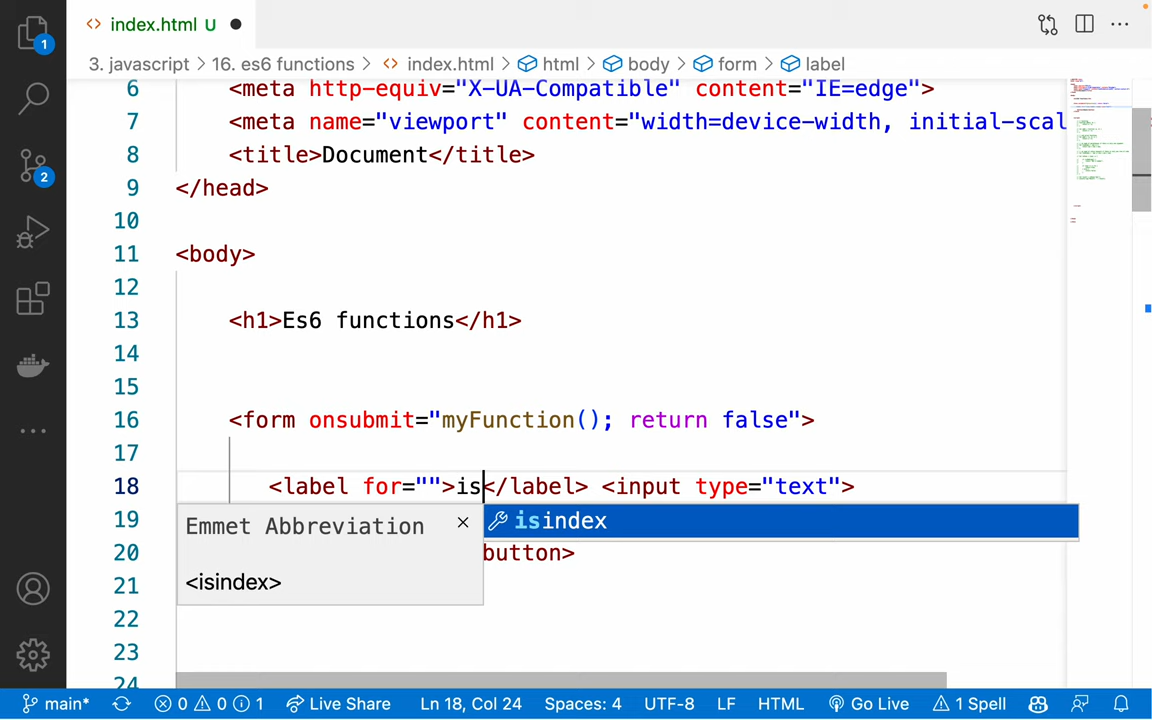 index.html U
1
3. javascript > 16. es6 functions > index.html > html > body > form > label
6 <meta http-equiv="X-UA-Compatible" content="IE=edge">
7 <meta name="viewport" content="width=device-width, initial-scal
8 <title>Document</title>
9 </head>
10
11 <body>
12
13 <h1>Es6 functions</h1>
14
15
16 <form onsubmit="myFunction(); return false">
17
18 <label for="">is</label> <input type="text">
19
Emmet Abbreviation ×
isindex
20 button>
<isindex>
21
22
23
24
2
main* 0 0 1 Live Share Ln 18, Col 24 Spaces: 4 UTF-8 LF HTML Go Live 1 Spell